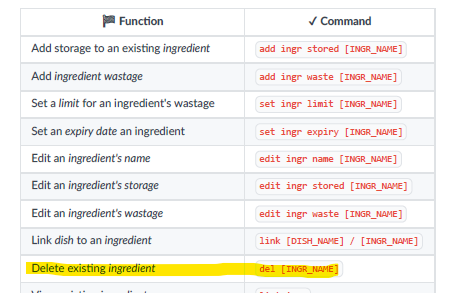 Function ✓ Command
Add storage to an existing ingredient add ingr stored [INGR_NAME]
Add ingredient wastage add ingr waste [INGR_NAME]
Set a limit for an ingredient's wastage set ingr limit [INGR_NAME]
Set an expiry date an ingredient set ingr expiry [INGR_NAME]
Edit an ingredient's name edit ingr name [INGR_NAME]
Edit an ingredient's storage edit ingr stored [INGR_NAME]
Edit an ingredient's wastage edit ingr waste [INGR_NAME]
Link dish to an ingredient link [DISH_NAME] / [INGR_NAME]
Delete existing ingredient del [INGR_NAME]